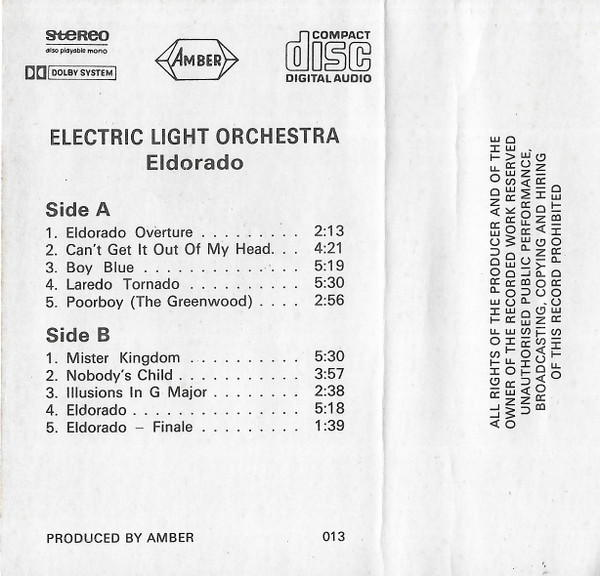 stereo
also playable mono
DOLBY SYSTEM
AMBER
COMPACT
disc
DIGITAL AUDIO
ELECTRIC LIGHT ORCHESTRA
Eldorado
Side A
1. Eldorado Overture . . . . . . . . . 2:13
2. Can't Get It Out Of My Head. . . 4:21
3. Boy Blue . . . . . . . . . . . . . . 5:19
4. Laredo Tornado . . . . . . . . . . 5:30
5. Poorboy (The Greenwood) . . . . 2:56
Side B
1. Mister Kingdom . . . . . . . . . . 5:30
2. Nobody's Child . . . . . . . . . . . 3:57
3. Illusions In G Major . . . . . . . . 2:38
4. Eldorado . . . . . . . . . . . . . . . 5:18
5. Eldorado – Finale . . . . . . . . . 1:39
PRODUCED BY AMBER 013
ALL RIGHTS OF THE PRODUCER AND OF THE
OWNER OF THE RECORDED WORK RESERVED
UNAUTHORISED PUBLIC PERFORMANCE,
BROADCASTING, COPYING AND HIRING
OF THIS RECORD PROHIBITED